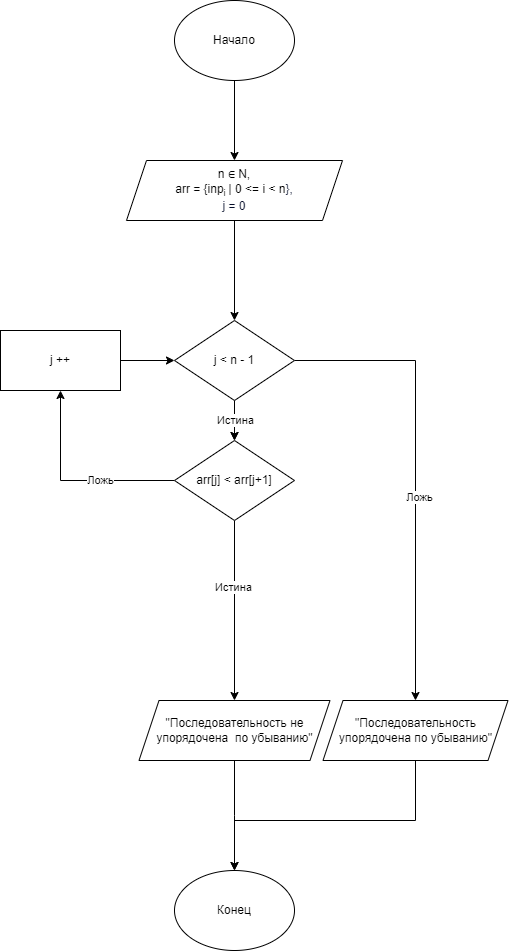 Начало
n ∈ N,
arr = {inpᵢ | 0 <= i < n},
j = 0
j ++
j < n - 1
Истина
arr[j] < arr[j+1]
Ложь
Ложь
Истина
"Последовательность не
упорядочена по убыванию"
"Последовательность
упорядочена по убыванию"
Конец